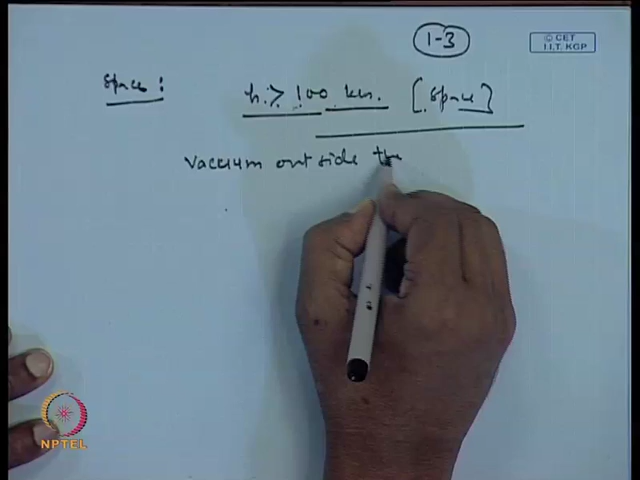 1-3
© CET
I.I.T. KGP
Space :
h > 100 km. [Space]
Vacuum outside the
NPTEL